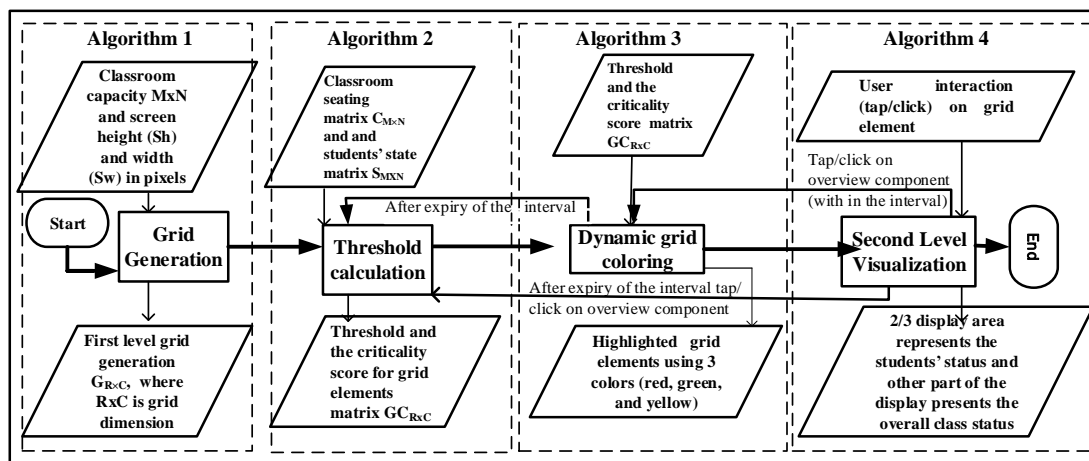 Algorithm 1
Classroom
capacity MxN
and screen
height (Sh)
and width
(Sw) in pixels
Start
Grid
Generation
First level grid
generation
GR×C, where
RxC is grid
dimension
Algorithm 2
Classroom
seating
matrix CM×N
and and
students' state
matrix SMXN
After expiry of the interval
Threshold
calculation
Threshold and
the criticality
score for grid
elements
matrix GCRxC
Algorithm 3
Threshold
and the
criticality
score matrix
GCRxC
Dynamic grid
coloring
After expiry of the interval tap/
click on overview component
Highlighted grid
elements using 3
colors (red, green,
and yellow)
Algorithm 4
User interaction
(tap/click) on grid
element
Tap/click on
overview component
(with in the interval)
Second Level
Visualization
End
2/3 display area
represents the
students' status and
other part of the
display presents the
overall class status